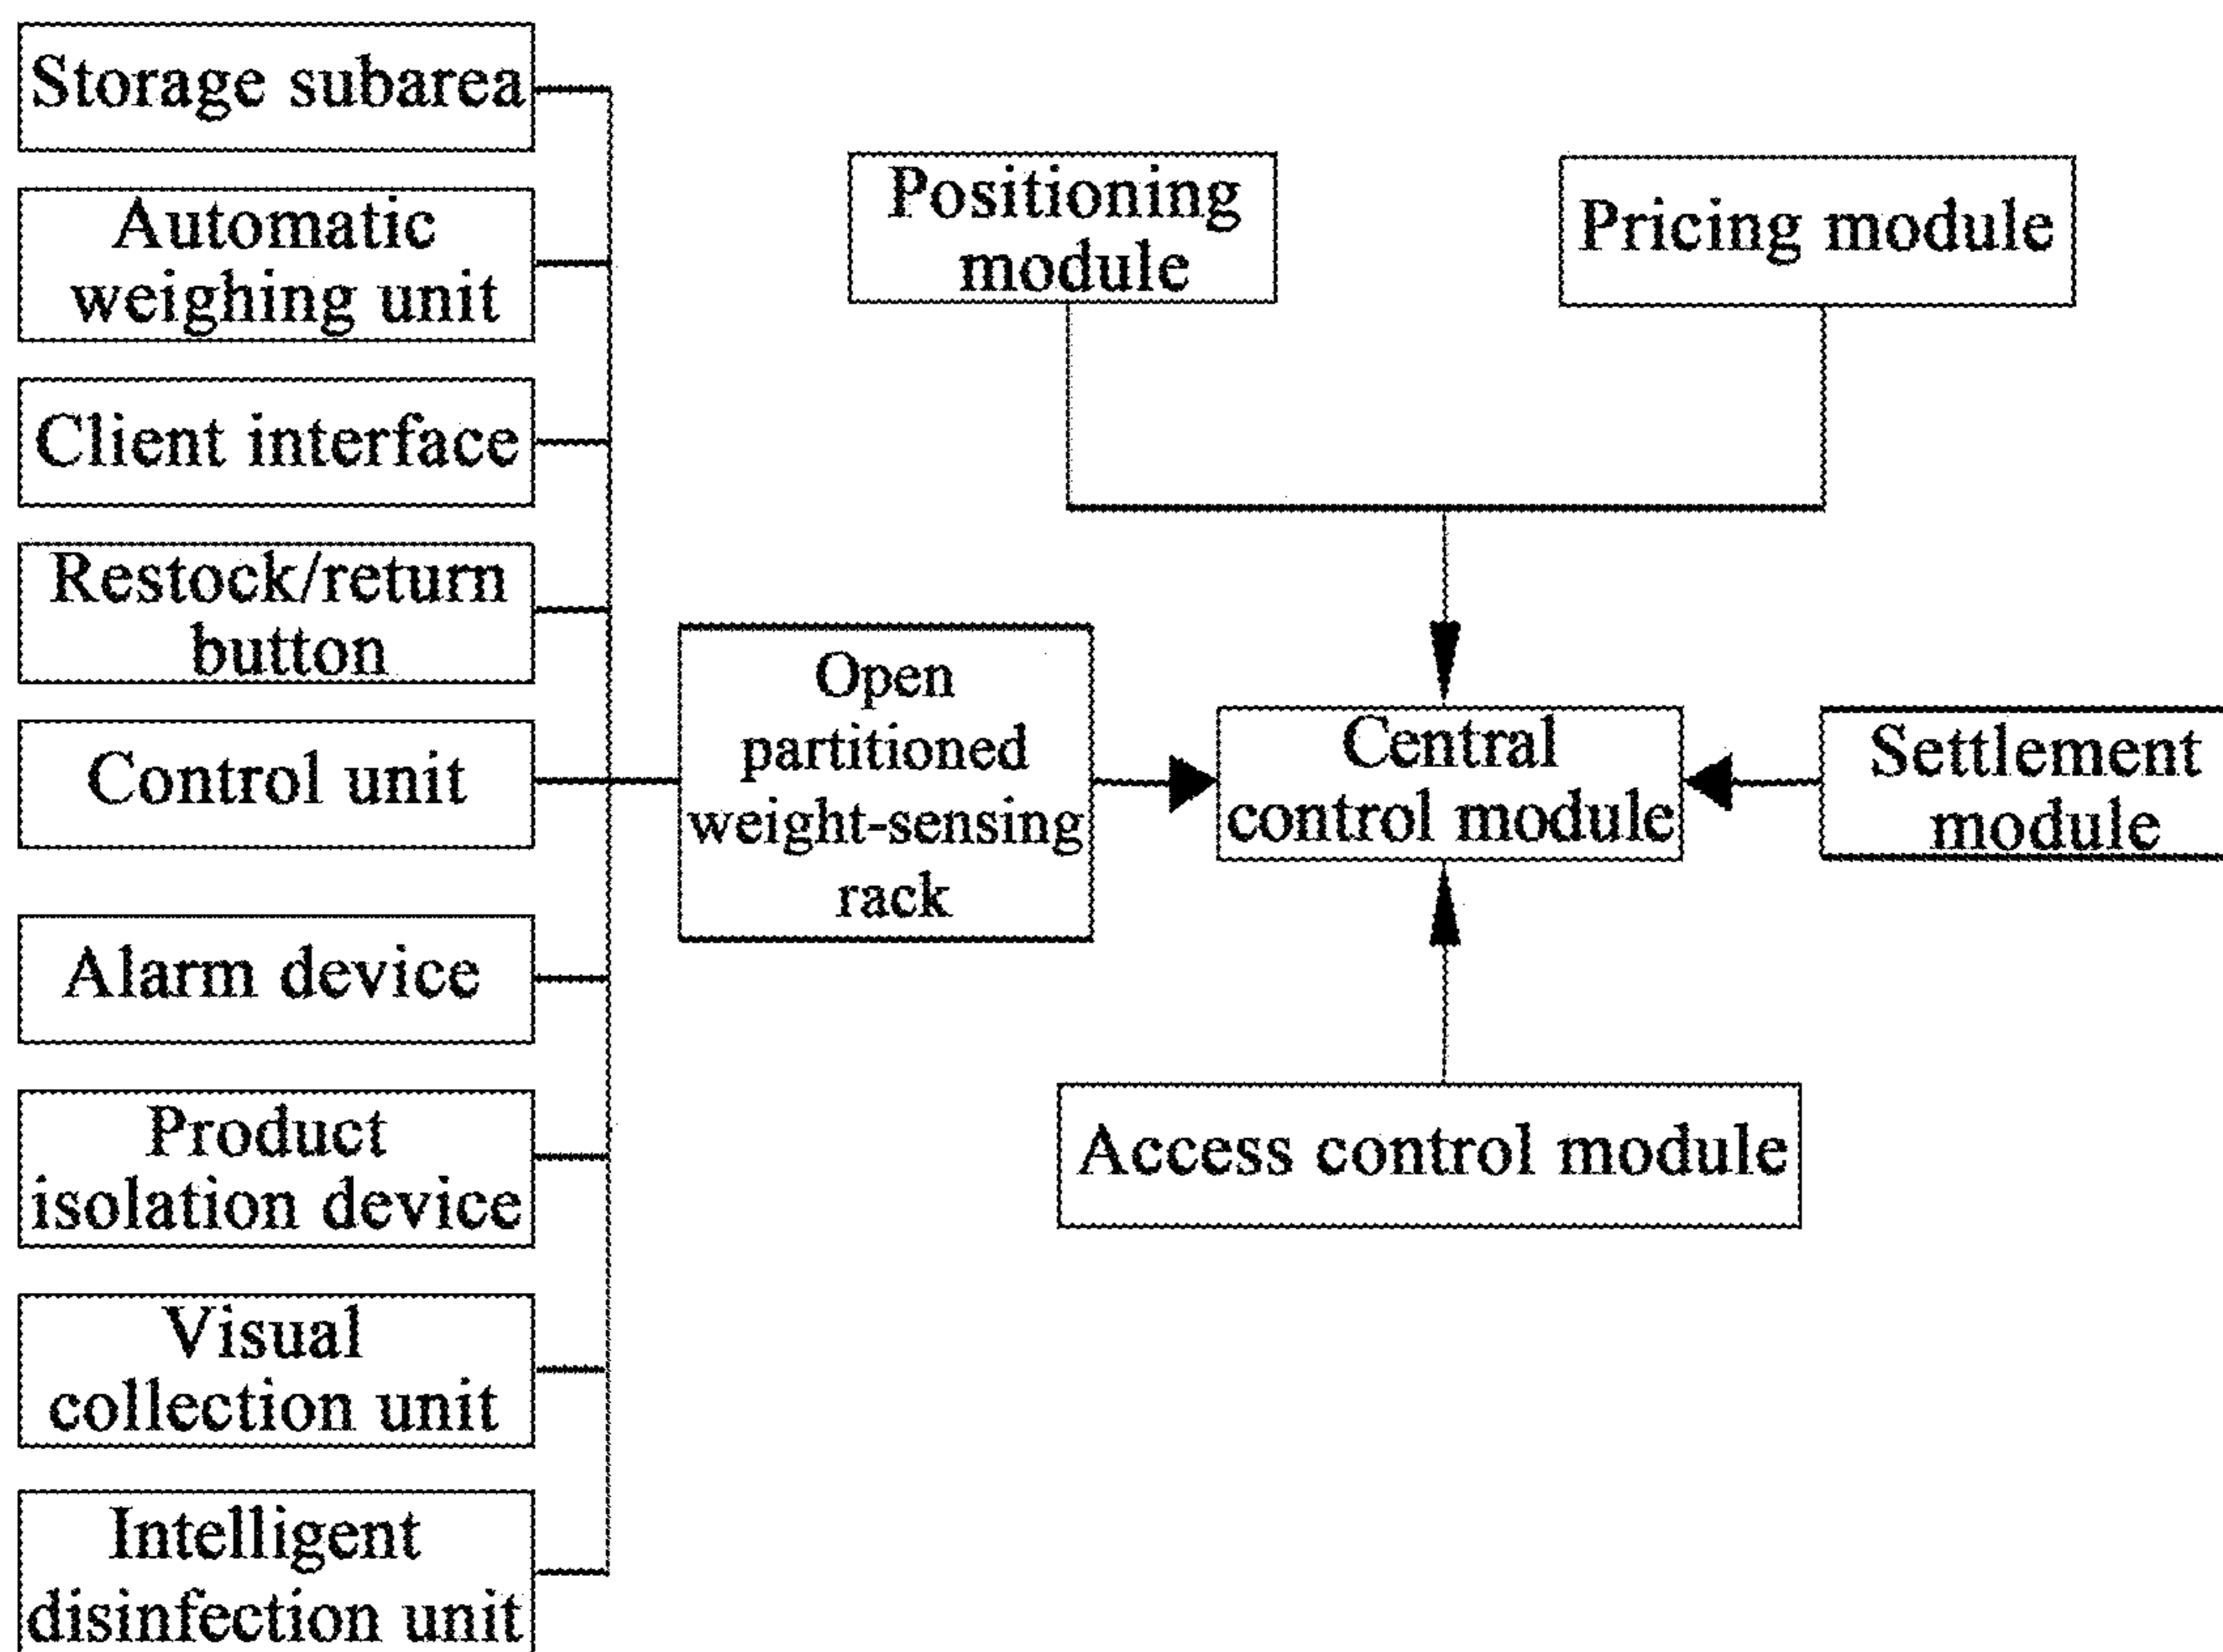 Storage subarea
Automatic
weighing unit
Client interface
Restock/return
button
Control unit
Alarm device
Product
isolation device
Visual
collection unit
Intelligent
disinfection unit
Open
partitioned
weight-sensing
rack
Positioning
module
Pricing module
Central
control module
Settlement
module
Access control module